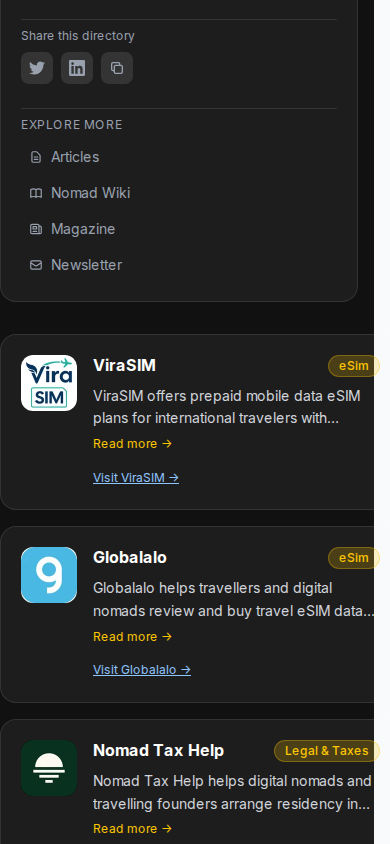 Share this directory
EXPLORE MORE
Articles
Nomad Wiki
Magazine
Newsletter
Vira
SIM
ViraSIM
eSim
ViraSIM offers prepaid mobile data eSIM
plans for international travelers with...
Read more →
Visit ViraSIM →
9
Globalalo
eSim
Globalalo helps travellers and digital
nomads review and buy travel eSIM data...
Read more →
Visit Globalalo →
Nomad Tax Help
Legal & Taxes
Nomad Tax Help helps digital nomads and
travelling founders arrange residency in...
Read more →